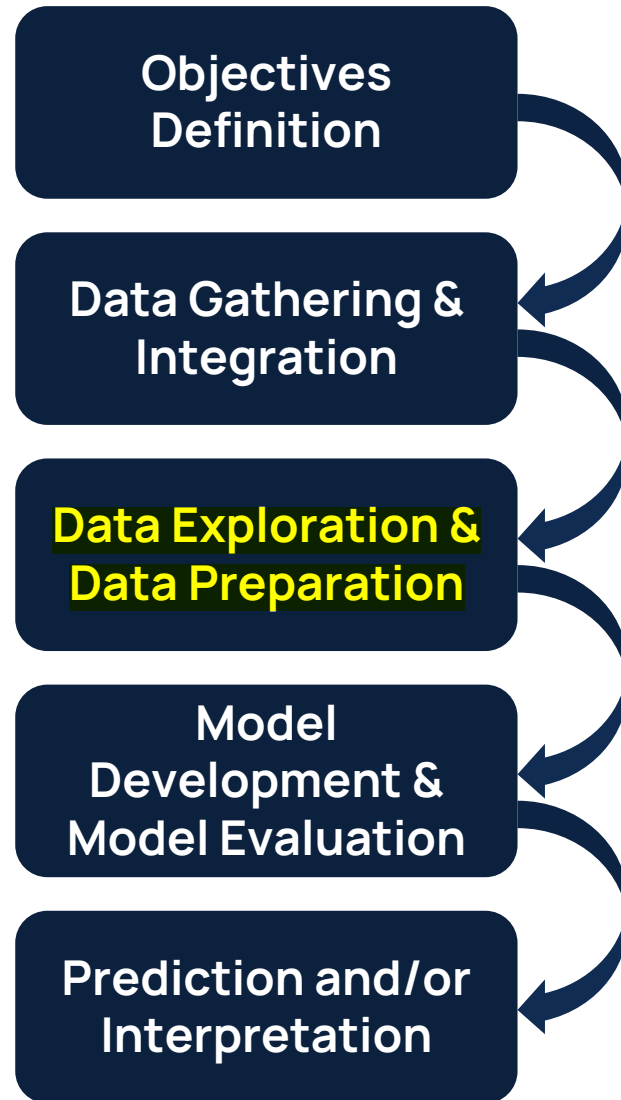 Objectives
Definition
Data Gathering &
Integration
Data Exploration &
Data Preparation
Model
Development &
Model Evaluation
Prediction and/or
Interpretation